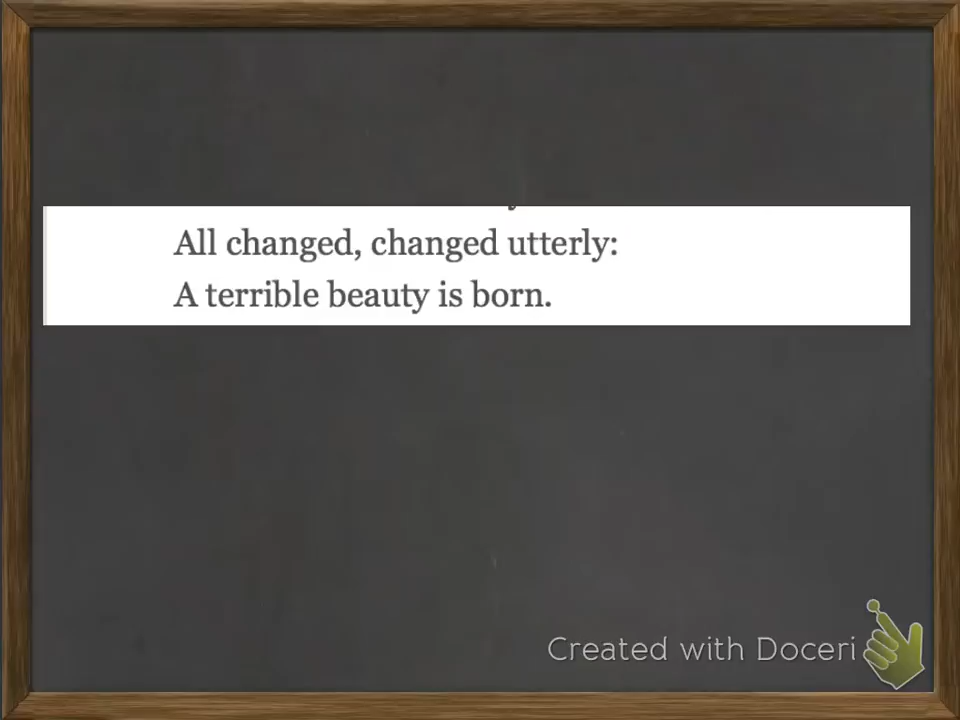 All changed, changed utterly:
A terrible beauty is born.
Created with Doceri